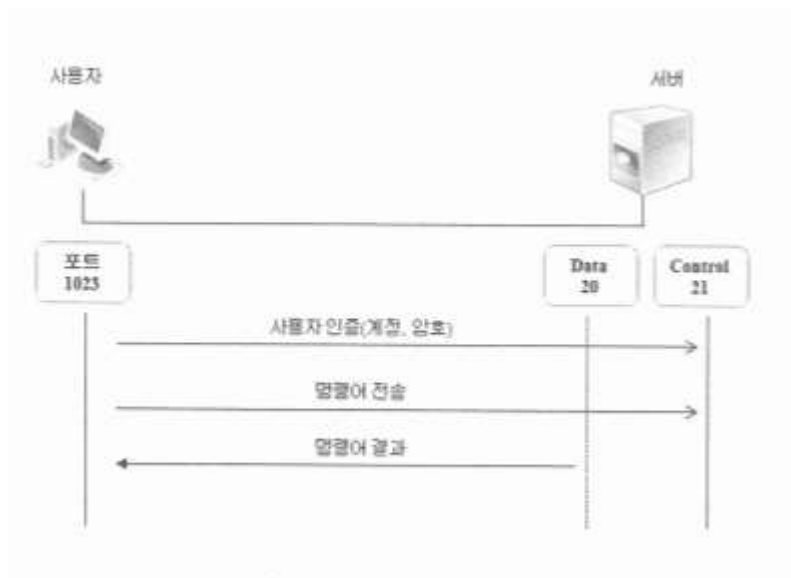 사용자
서버
포트
1023
Data
20
Control
21
사용자 인증(계정, 암호)
명령어 전송
명령어 결과